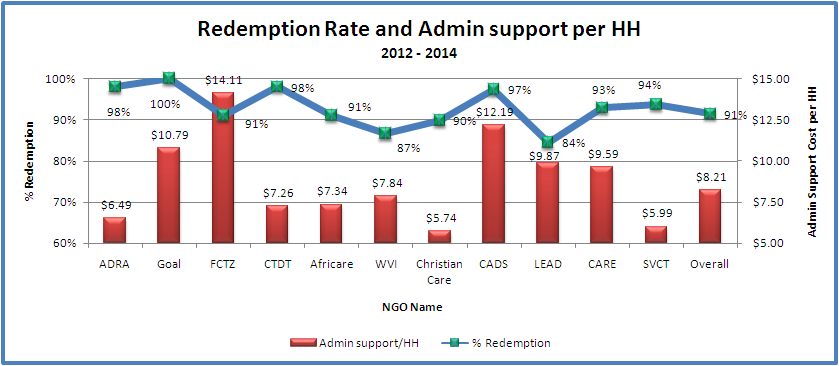 Redemption Rate and Admin support per HH
2012 - 2014
% Redemption
100%
90%
80%
70%
60%
98%
100%
91%
98%
91%
87%
90%
97%
84%
93%
94%
91%
$6.49
$10.79
$14.11
$7.26
$7.34
$7.84
$5.74
$12.19
$9.87
$9.59
$5.99
$8.21
$15.00
$12.50
$10.00
$7.50
$5.00
Admin Support Cost per HH
ADRA
Goal
FCTZ
CTDT
Africare
WVI
Christian
Care
CADS
LEAD
CARE
SVCT
Overall
NGO Name
Admin support/HH
% Redemption